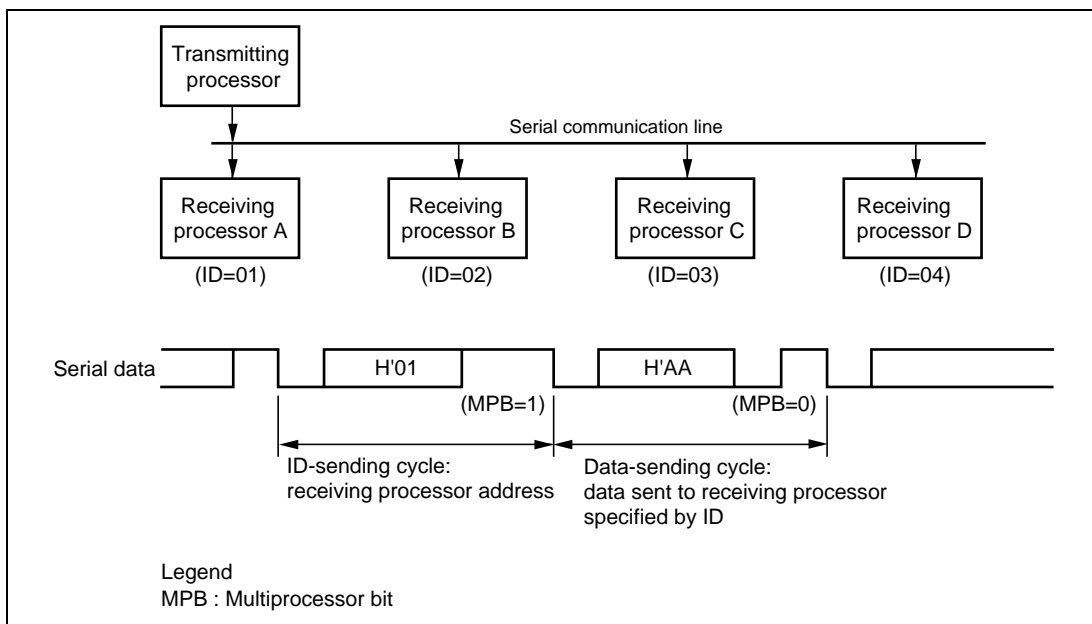 Transmitting
processor
Serial communication line
Receiving
processor A
Receiving
processor B
Receiving
processor C
Receiving
processor D
(ID=01)
(ID=02)
(ID=03)
(ID=04)
Serial data
H'01
H'AA
(MPB=1)
(MPB=0)
ID-sending cycle:
receiving processor address
Data-sending cycle:
data sent to receiving processor
specified by ID
Legend
MPB : Multiprocessor bit